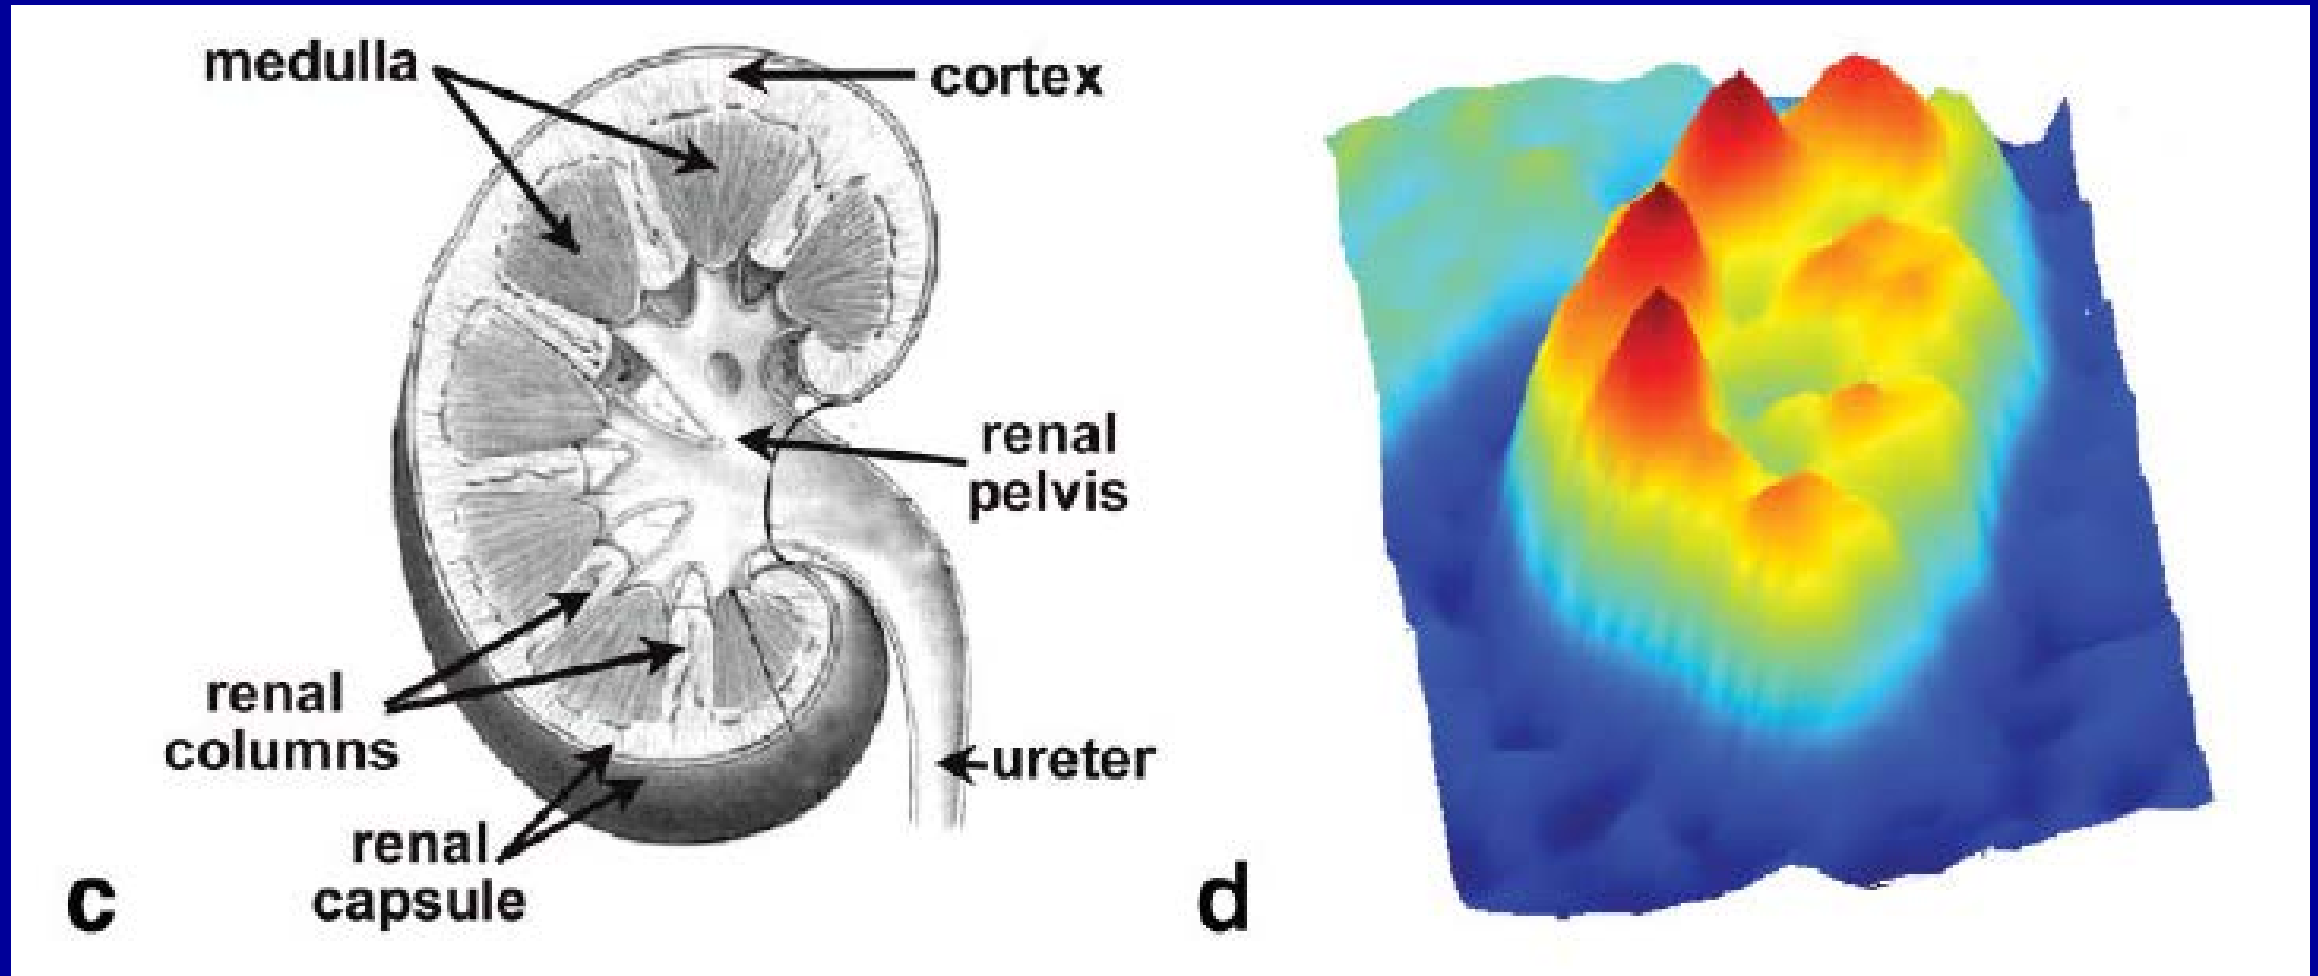 medulla
cortex
renal
pelvis
renal
columns
ureter
renal
capsule
c
d